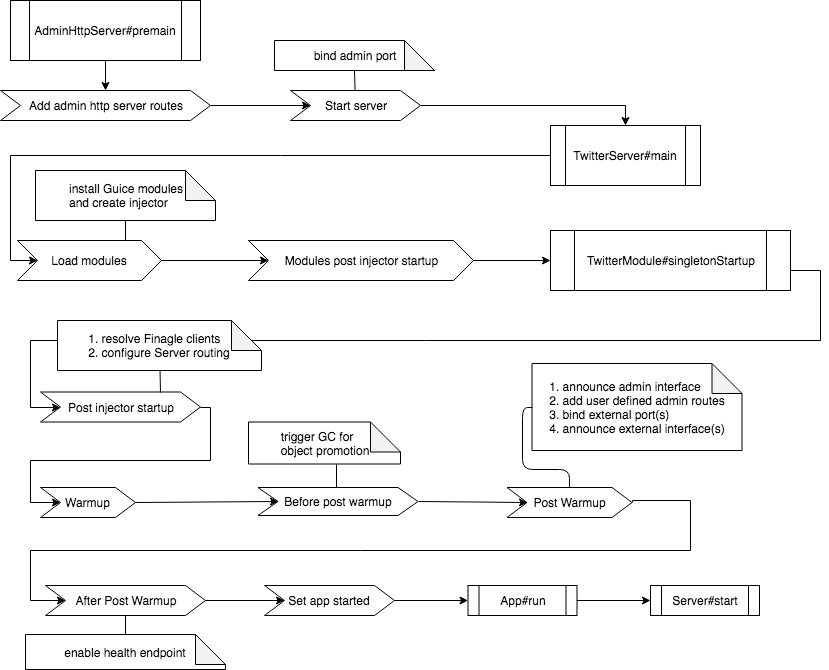 AdminHttpServer#premain
bind admin port
Add admin http server routes
Start server
TwitterServer#main
install Guice modules
and create injector
Load modules
Modules post injector startup
TwitterModule#singletonStartup
1. resolve Finagle clients
2. configure Server routing
Post injector startup
1. announce admin interface
2. add user defined admin routes
3. bind external port(s)
4. announce external interface(s)
trigger GC for
object promotion
Warmup
Before post warmup
Post Warmup
After Post Warmup
Set app started
App#run
Server#start
enable health endpoint